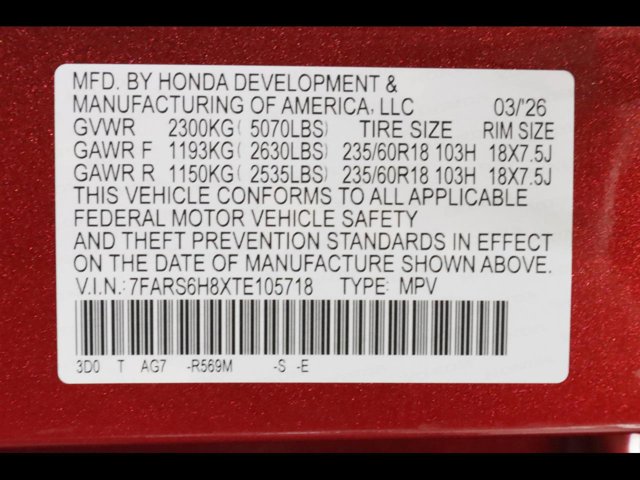 MFD. BY HONDA DEVELOPMENT &
MANUFACTURING OF AMERICA, LLC 03/'26
GVWR 2300KG( 5070LBS) TIRE SIZE RIM SIZE
GAWR F 1193KG( 2630LBS) 235/60R18 103H 18X7.5J
GAWR R 1150KG( 2535LBS) 235/60R18 103H 18X7.5J
THIS VEHICLE CONFORMS TO ALL APPLICABLE
FEDERAL MOTOR VEHICLE SAFETY
AND THEFT PREVENTION STANDARDS IN EFFECT
ON THE DATE OF MANUFACTURE SHOWN ABOVE.
V.I.N.: 7FARS6H8XTE105718 TYPE: MPV
3D0 T AG7 -R569M -S -E